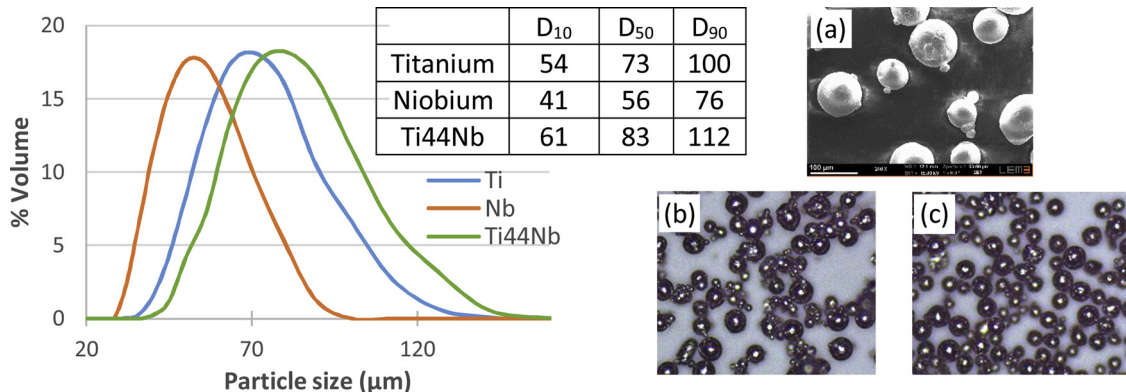 20
15
10
5
0
20
70
120
% Volume
Particle size (µm)
D10 D50 D90
Titanium 54 73 100
Niobium 41 56 76
Ti44Nb 61 83 112
Ti
Nb
Ti44Nb
(a)
100 µm
LEM3
(b)
(c)